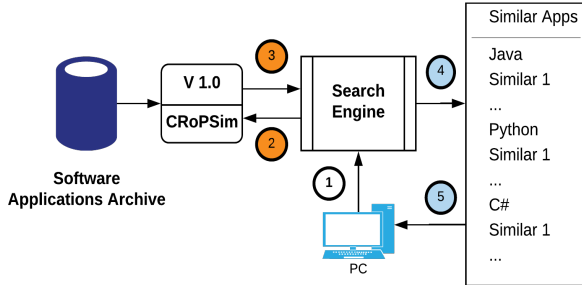 Similar Apps
Java
Similar 1
...
Python
Similar 1
...
C#
Similar 1
...
3
V 1.0
CRoPSim
2
Search
Engine
4
1
5
Software
Applications Archive
PC